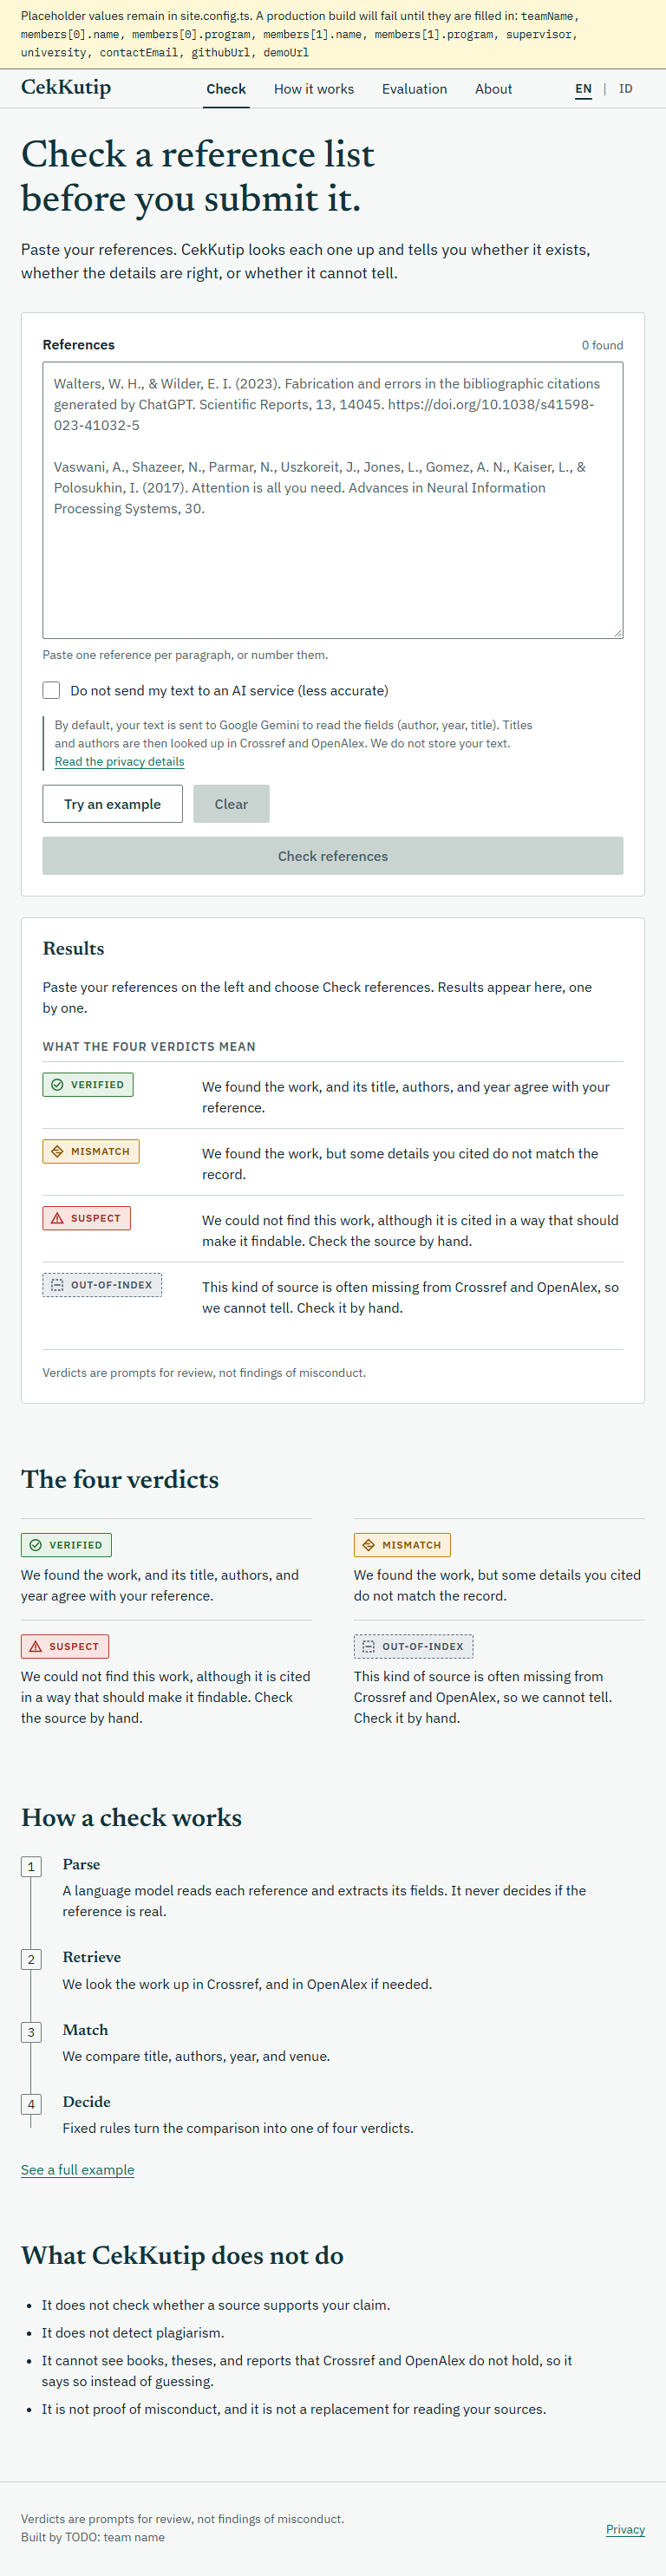 Placeholder values remain in site.config.ts. A production build will fail until they are filled in: teamName,
members[0].name, members[0].program, members[1].name, members[1].program, supervisor,
university, contactEmail, githubUrl, demoUrl
CekKutip
Check
How it works
Evaluation
About
EN | ID
Check a reference list
before you submit it.
Paste your references. CekKutip looks each one up and tells you whether it exists,
whether the details are right, or whether it cannot tell.
References
0 found
Walters, W. H., & Wilder, E. I. (2023). Fabrication and errors in the bibliographic citations
generated by ChatGPT. Scientific Reports, 13, 14045. https://doi.org/10.1038/s41598-
023-41032-5
Vaswani, A., Shazeer, N., Parmar, N., Uszkoreit, J., Jones, L., Gomez, A. N., Kaiser, L., &
Polosukhin, I. (2017). Attention is all you need. Advances in Neural Information
Processing Systems, 30.
Paste one reference per paragraph, or number them.
Do not send my text to an AI service (less accurate)
By default, your text is sent to Google Gemini to read the fields (author, year, title). Titles
and authors are then looked up in Crossref and OpenAlex. We do not store your text.
Read the privacy details
Try an example
Clear
Check references
Results
Paste your references on the left and choose Check references. Results appear here, one
by one.
WHAT THE FOUR VERDICTS MEAN
VERIFIED
We found the work, and its title, authors, and year agree with your
reference.
MISMATCH
We found the work, but some details you cited do not match the
record.
SUSPECT
We could not find this work, although it is cited in a way that should
make it findable. Check the source by hand.
OUT-OF-INDEX
This kind of source is often missing from Crossref and OpenAlex, so
we cannot tell. Check it by hand.
Verdicts are prompts for review, not findings of misconduct.
The four verdicts
VERIFIED
We found the work, and its title, authors, and
year agree with your reference.
MISMATCH
We found the work, but some details you cited
do not match the record.
SUSPECT
We could not find this work, although it is cited
in a way that should make it findable. Check
the source by hand.
OUT-OF-INDEX
This kind of source is often missing from
Crossref and OpenAlex, so we cannot tell.
Check it by hand.
How a check works
1
Parse
A language model reads each reference and extracts its fields. It never decides if the
reference is real.
2
Retrieve
We look the work up in Crossref, and in OpenAlex if needed.
3
Match
We compare title, authors, year, and venue.
4
Decide
Fixed rules turn the comparison into one of four verdicts.
See a full example
What CekKutip does not do
• It does not check whether a source supports your claim.
• It does not detect plagiarism.
• It cannot see books, theses, and reports that Crossref and OpenAlex do not hold, so it
says so instead of guessing.
• It is not proof of misconduct, and it is not a replacement for reading your sources.
Verdicts are prompts for review, not findings of misconduct.
Built by TODO: team name
Privacy